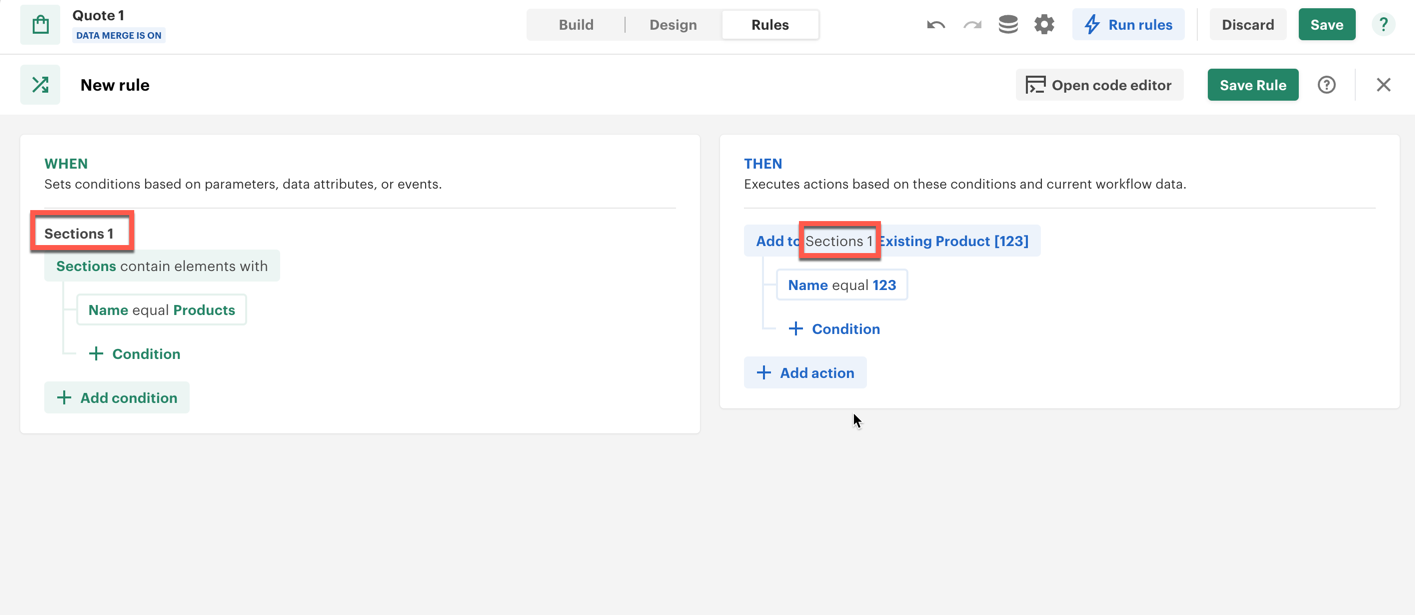 Quote 1
DATA MERGE IS ON
Build
Design
Rules
Run rules
Discard
Save
?
New rule
Open code editor
Save Rule
?
WHEN
Sets conditions based on parameters, data attributes, or events.
Sections 1
Sections contain elements with
Name equal Products
+ Condition
+ Add condition
THEN
Executes actions based on these conditions and current workflow data.
Add to Sections 1 Existing Product [123]
Name equal 123
+ Condition
+ Add action